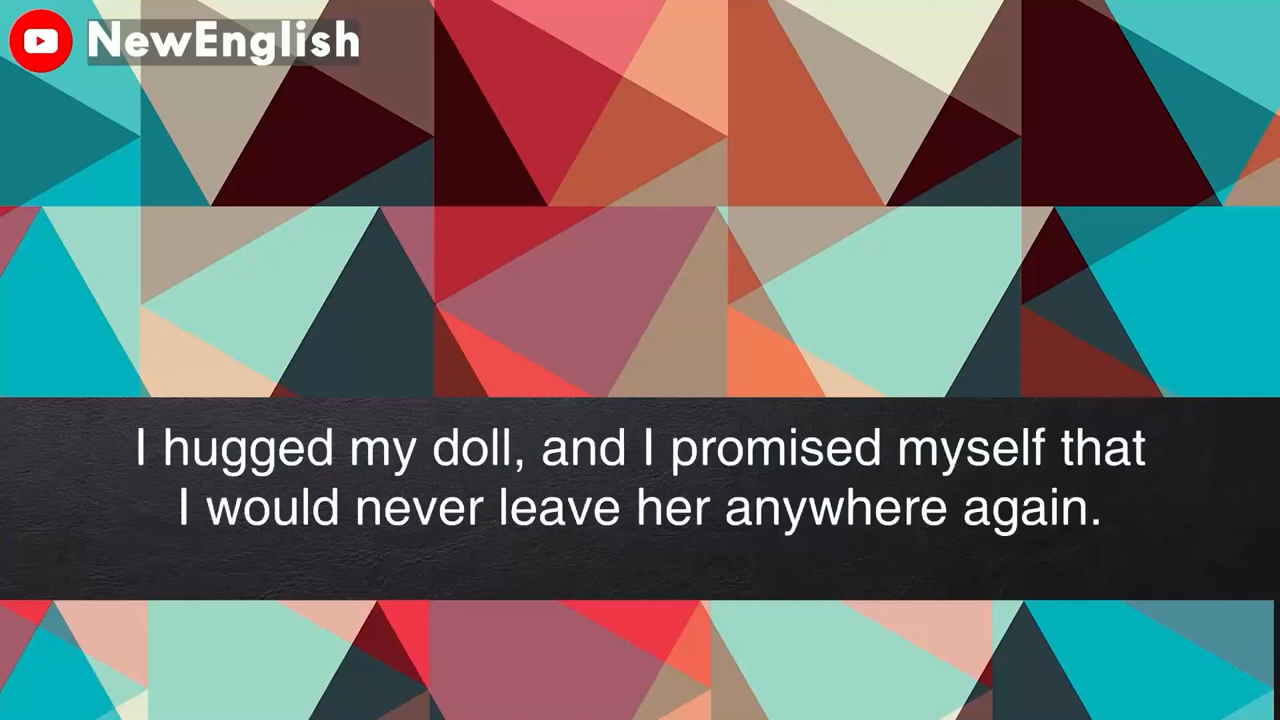 NewEnglish
I hugged my doll, and I promised myself that
I would never leave her anywhere again.